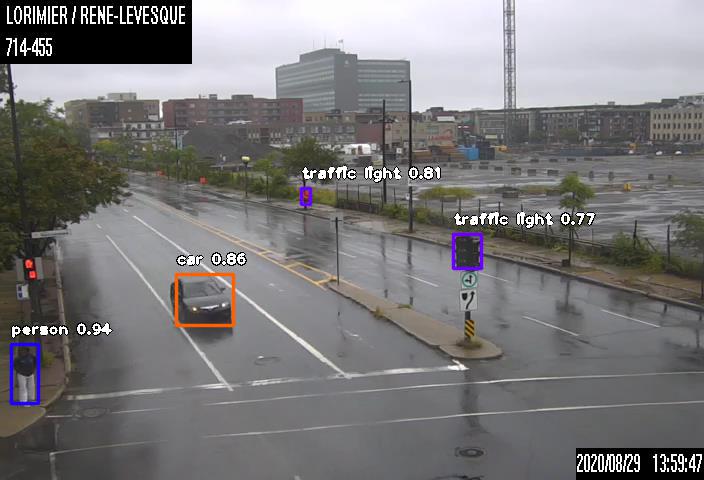 LORIMIER / RENE-LEVESQUE
714-455
traffic light 0.81
traffic light 0.77
car 0.86
person 0.94
2020/08/29 13:59:47